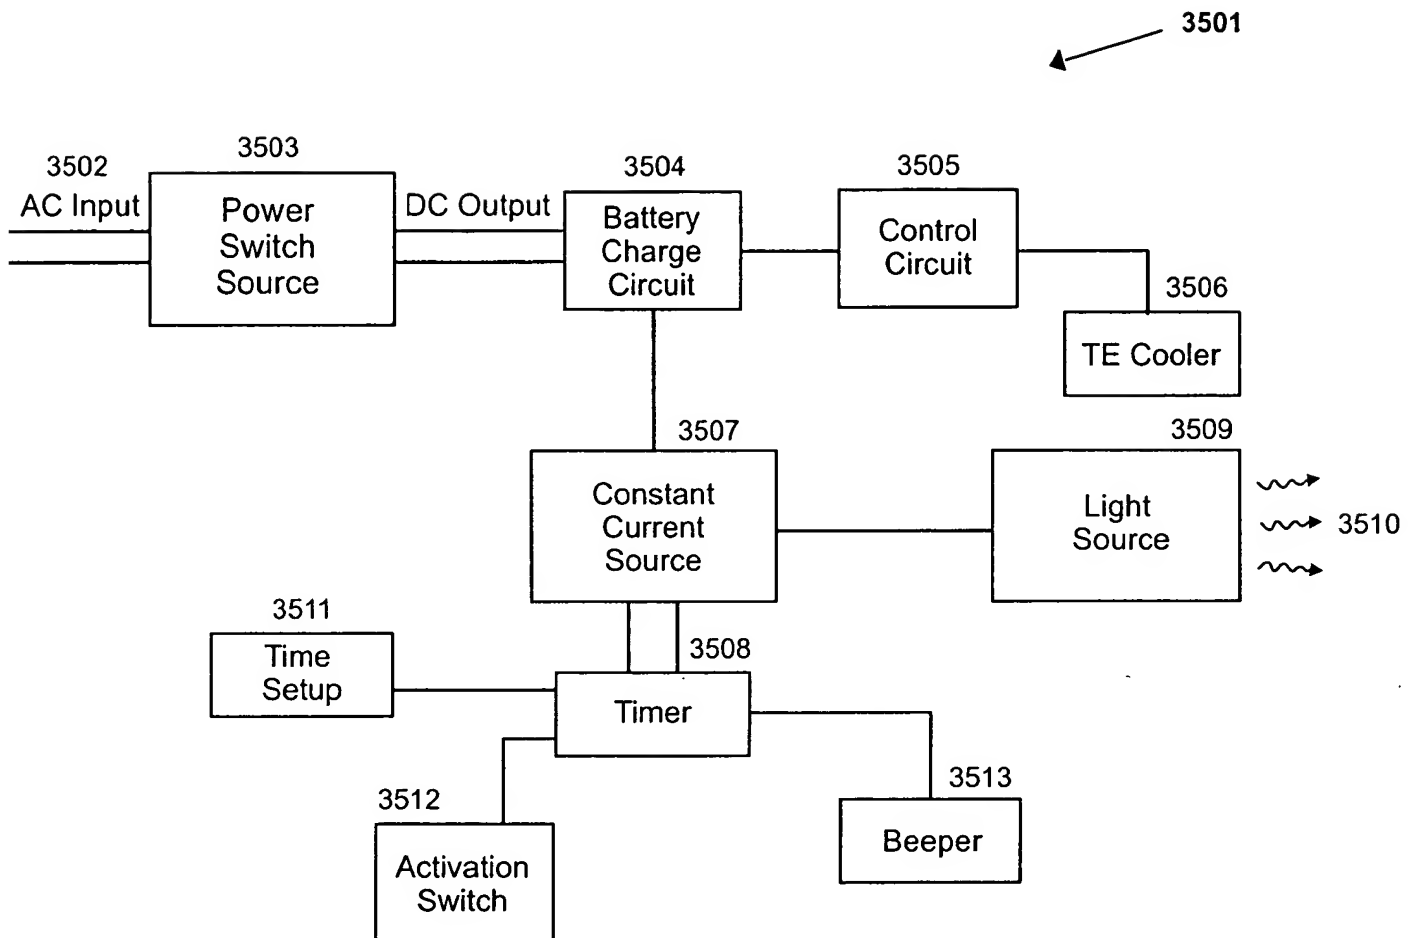 3501
3502
AC Input
3503
Power
Switch
Source
DC Output
3504
Battery
Charge
Circuit
3505
Control
Circuit
3506
TE Cooler
3507
Constant
Current
Source
3509
Light
Source
3510
3511
Time
Setup
3508
Timer
3512
Activation
Switch
3513
Beeper